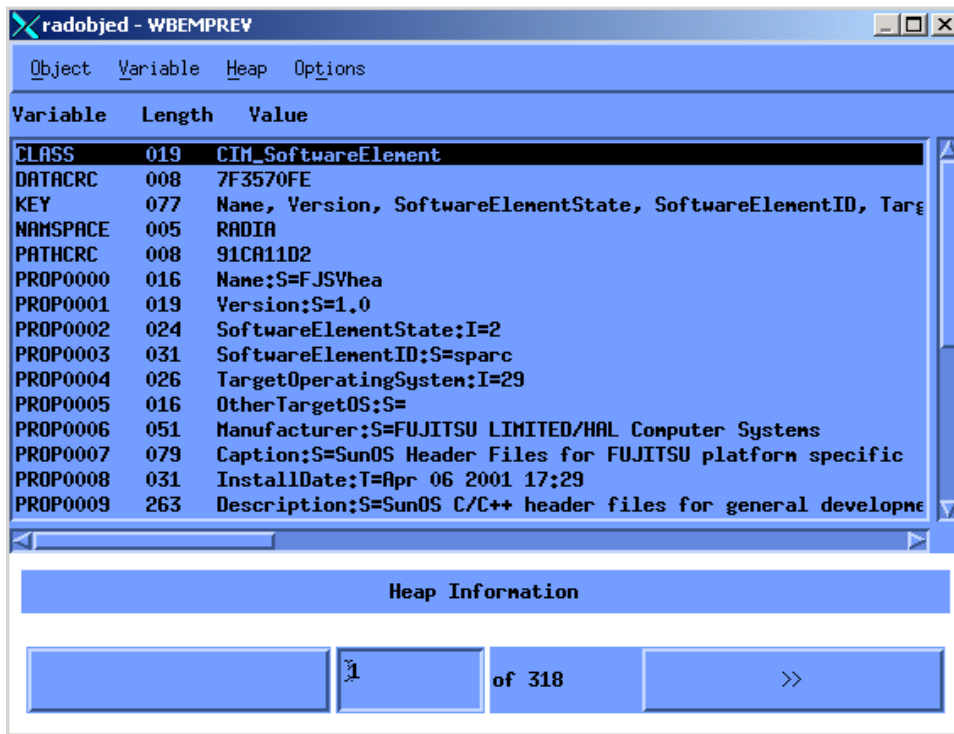 radobjed - WBEMPREV
Object Variable Heap Options
Variable Length Value
CLASS 019 CIM_SoftwareElement
DATACRC 008 7F3570FE
KEY 077 Name, Version, SoftwareElementState, SoftwareElementID, Targ
NAMSPACE 005 RADIA
PATHCRC 008 91CA11D2
PROP0000 016 Name:S=FJSVhea
PROP0001 019 Version:S=1.0
PROP0002 024 SoftwareElementState:I=2
PROP0003 031 SoftwareElementID:S=sparc
PROP0004 026 TargetOperatingSystem:I=29
PROP0005 016 OtherTargetOS:S=
PROP0006 051 Manufacturer:S=FUJITSU LIMITED/HAL Computer Systems
PROP0007 079 Caption:S=SunOS Header Files for FUJITSU platform specific
PROP0008 031 InstallDate:T=Apr 06 2001 17:29
PROP0009 263 Description:S=SunOS C/C++ header files for general developme
Heap Information
1 of 318 >>